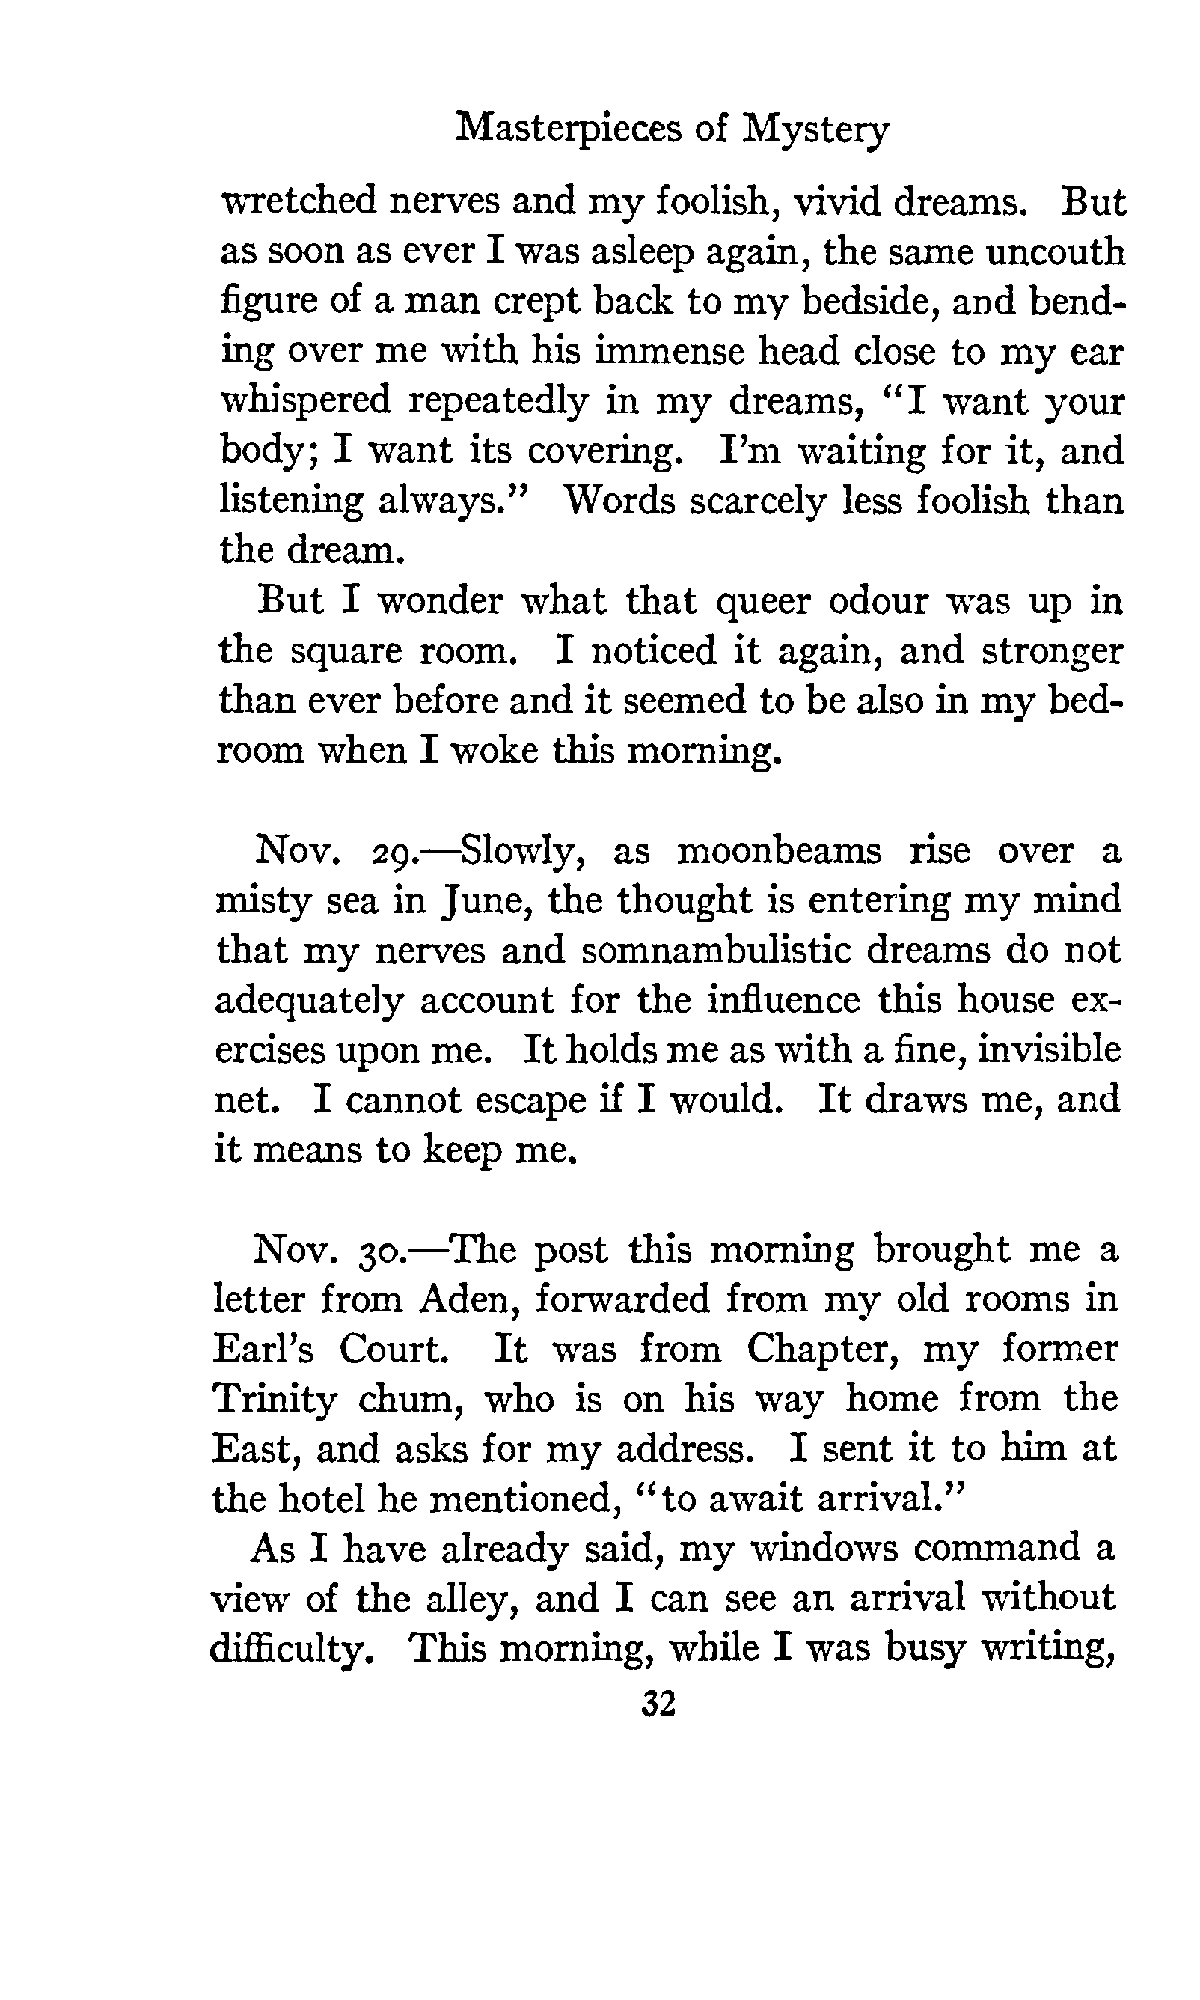 Masterpieces of Mystery
wretched nerves and my foolish, vivid dreams. But
as soon as ever I was asleep again, the same uncouth
figure of a man crept back to my bedside, and bend-
ing over me with his immense head close to my ear
whispered repeatedly in my dreams, "I want your
body; I want its covering. I'm waiting for it, and
listening always." Words scarcely less foolish than
the dream.
But I wonder what that queer odour was up in
the square room. I noticed it again, and stronger
than ever before and it seemed to be also in my bed-
room when I woke this morning.
Nov. 29.—Slowly, as moonbeams rise over a
misty sea in June, the thought is entering my mind
that my nerves and somnambulistic dreams do not
adequately account for the influence this house ex-
ercises upon me. It holds me as with a fine, invisible
net. I cannot escape if I would. It draws me, and
it means to keep me.
Nov. 30.—The post this morning brought me a
letter from Aden, forwarded from my old rooms in
Earl's Court. It was from Chapter, my former
Trinity chum, who is on his way home from the
East, and asks for my address. I sent it to him at
the hotel he mentioned, "to await arrival."
As I have already said, my windows command a
view of the alley, and I can see an arrival without
difficulty. This morning, while I was busy writing,
32